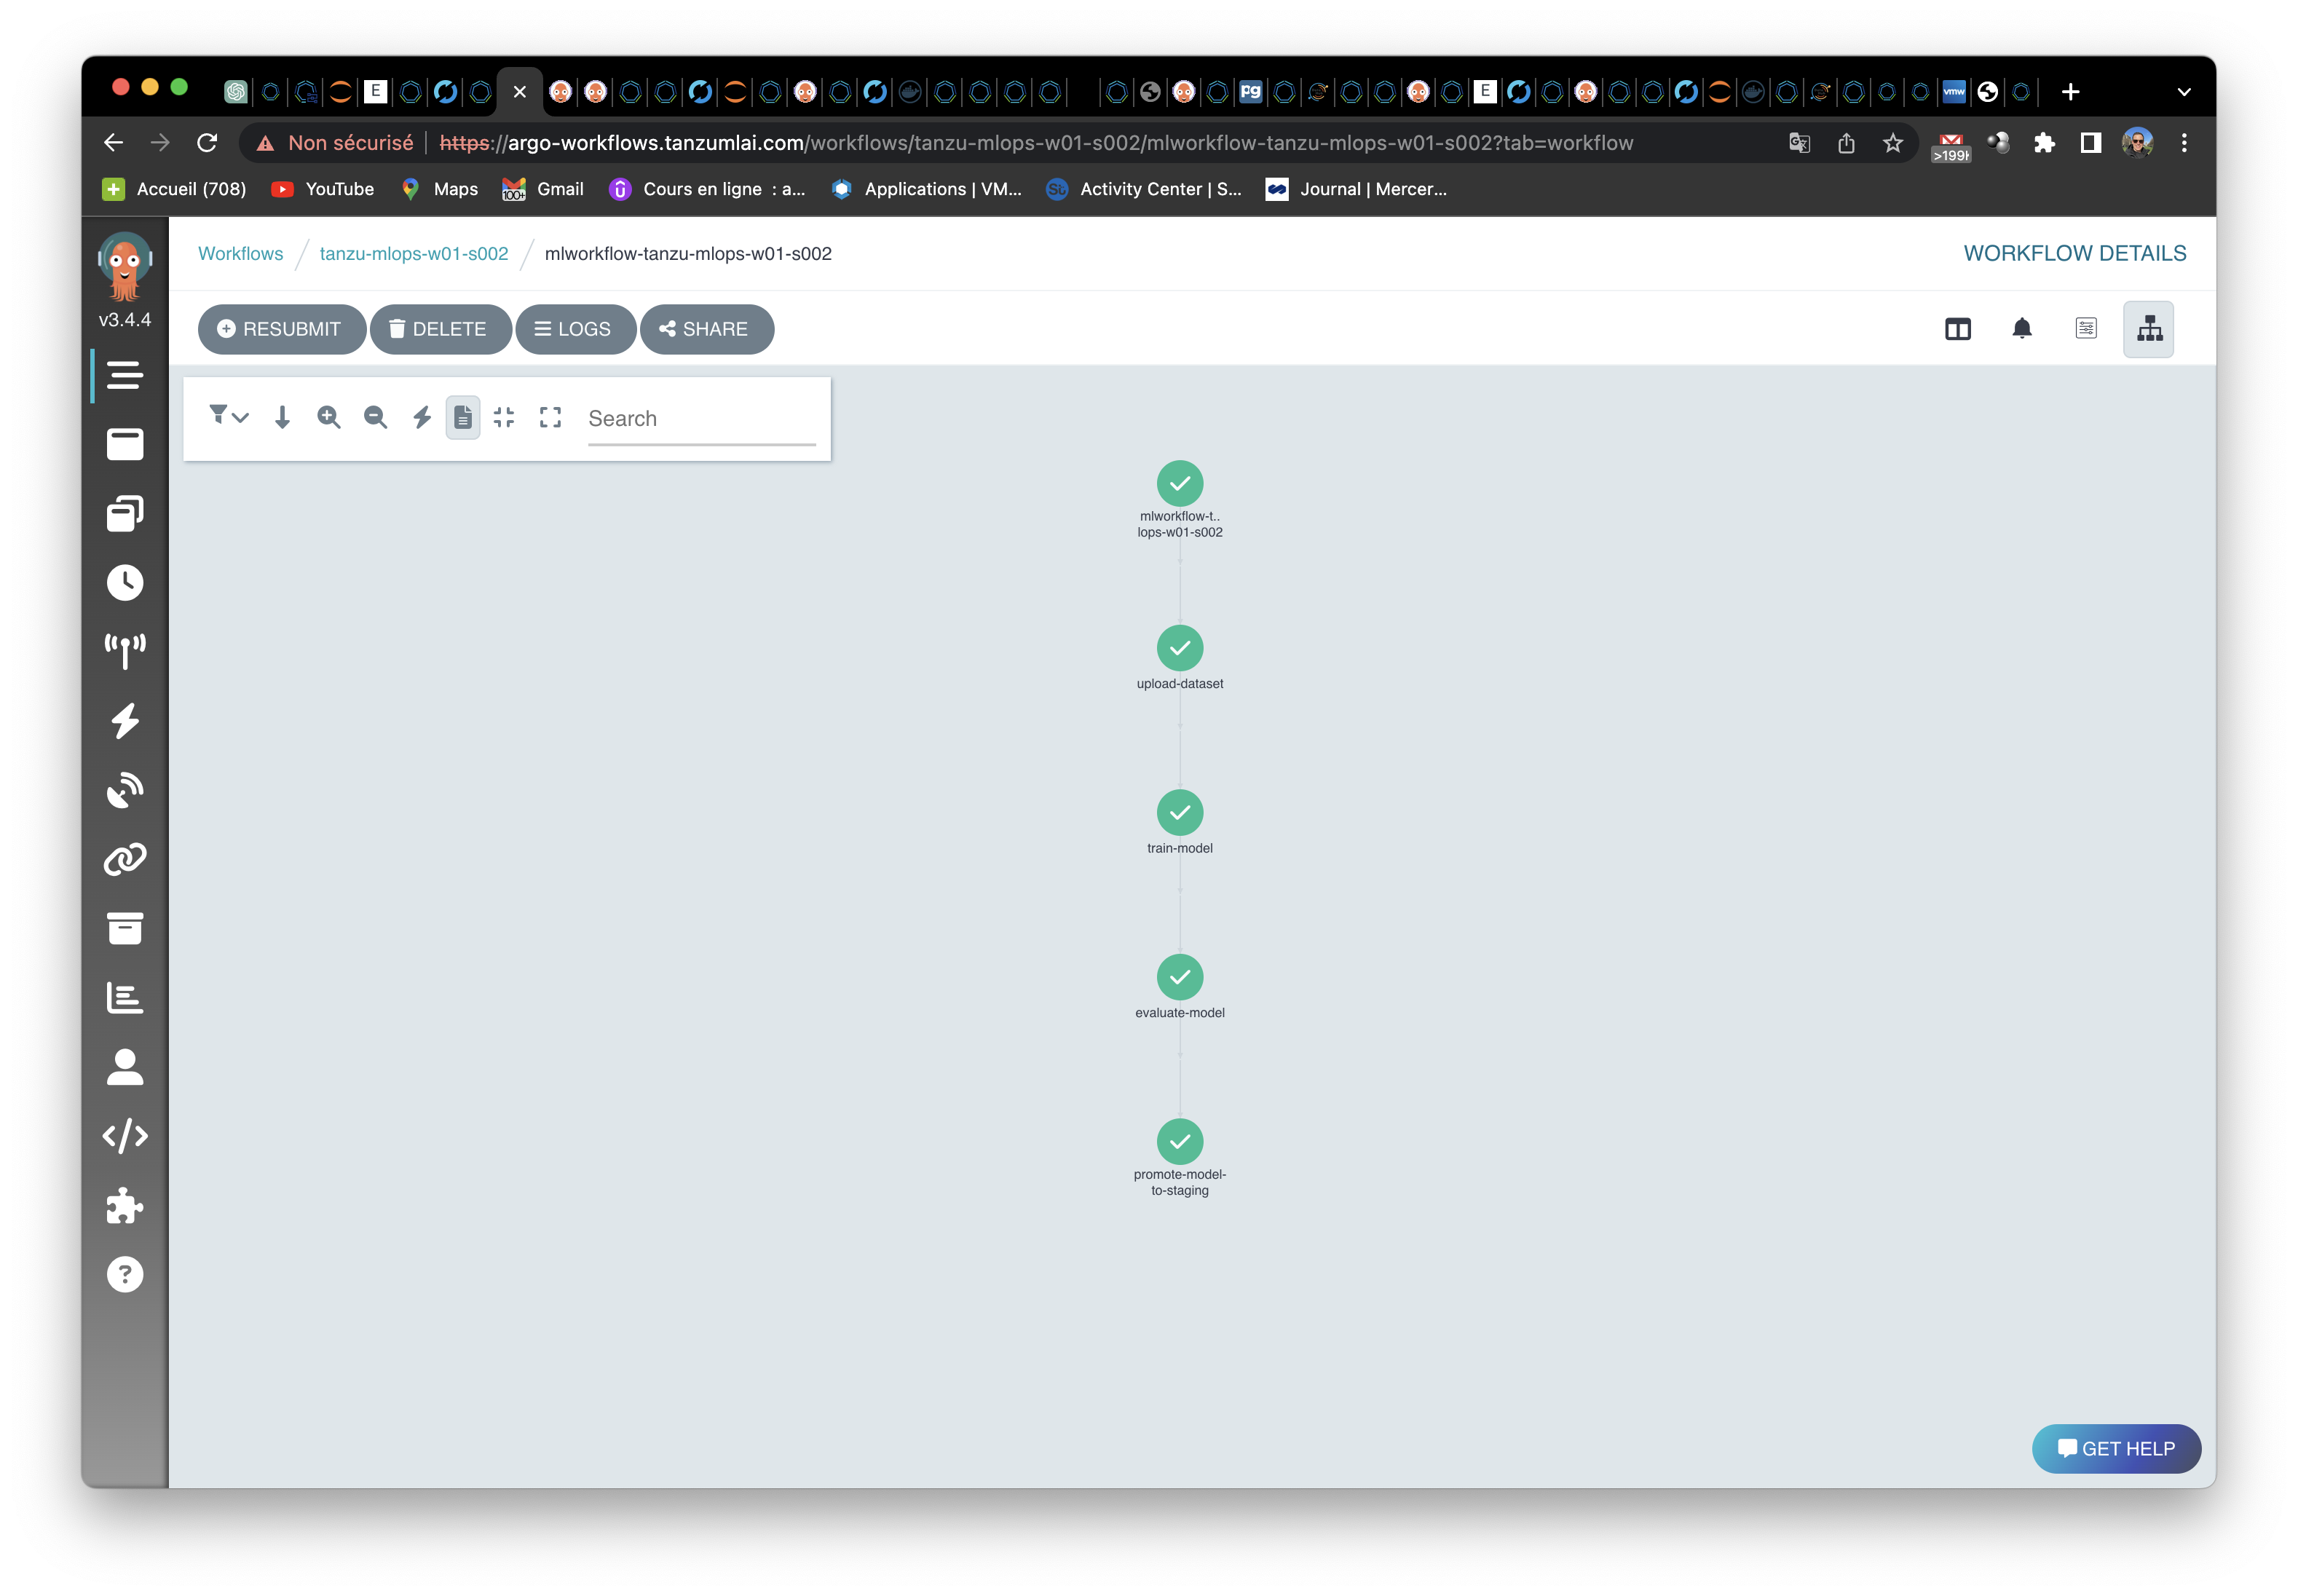 E
pg
E
vmw
Non sécurisé
https://argo-workflows.tanzumlai.com/workflows/tanzu-mlops-w01-s002/mlworkflow-tanzu-mlops-w01-s002?tab=workflow
Accueil (708)
YouTube
Maps
100+
Gmail
Cours en ligne : a...
Applications | VM...
Activity Center | S...
Journal | Mercer...
Workflows / tanzu-mlops-w01-s002 / mlworkflow-tanzu-mlops-w01-s002
WORKFLOW DETAILS
v3.4.4
RESUBMIT
DELETE
LOGS
SHARE
Search
mlworkflow-t..
lops-w01-s002
upload-dataset
train-model
evaluate-model
promote-model-
to-staging
GET HELP